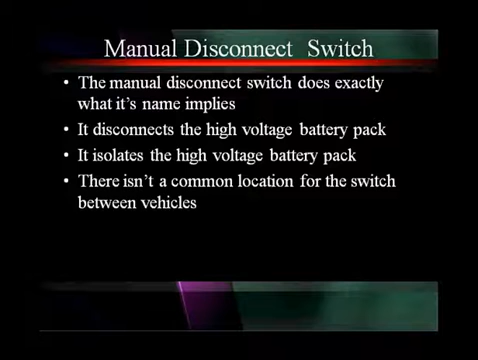 Manual Disconnect Switch
• The manual disconnect switch does exactly
what it's name implies
• It disconnects the high voltage battery pack
• It isolates the high voltage battery pack
• There isn't a common location for the switch
between vehicles